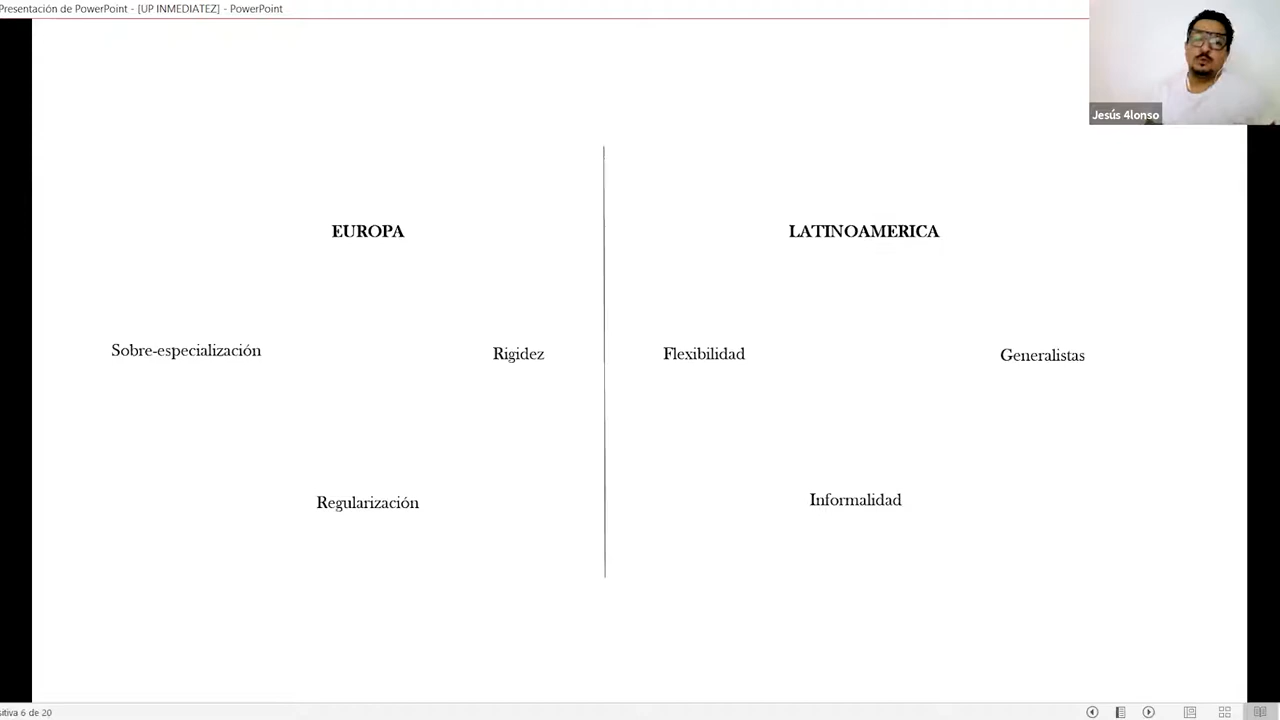 Presentación de PowerPoint - [UP INMEDIATEZ] - PowerPoint
Jesús 4lonso
EUROPA
LATINOAMERICA
Sobre-especialización
Rigidez
Flexibilidad
Generalistas
Regularización
Informalidad
sitiva 6 de 20